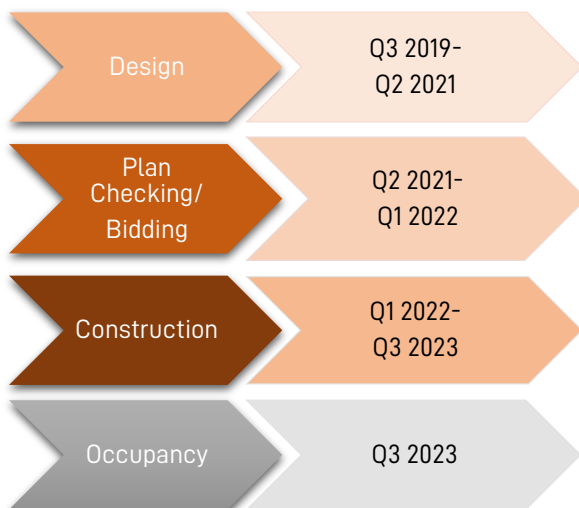 Design
Q3 2019-
Q2 2021
Plan
Checking/
Bidding
Q2 2021-
Q1 2022
Construction
Q1 2022-
Q3 2023
Occupancy
Q3 2023